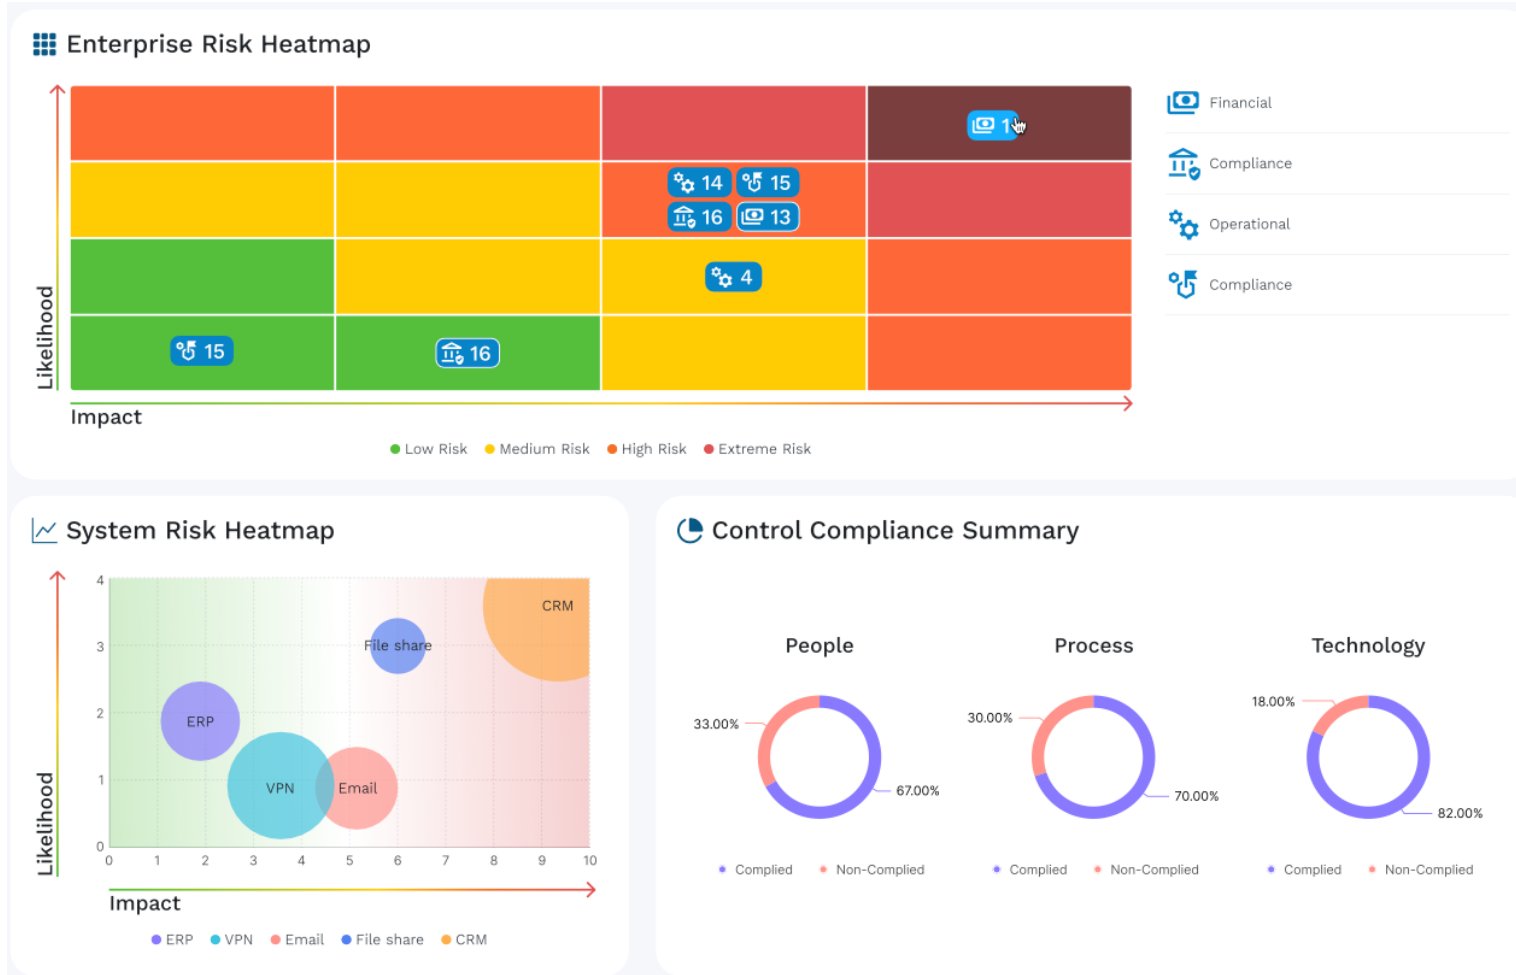 Enterprise Risk Heatmap
Likelihood
1
14
15
16
13
4
15
16
Impact
Low Risk
Medium Risk
High Risk
Extreme Risk
Financial
Compliance
Operational
Compliance
System Risk Heatmap
Likelihood
4
3
2
1
0
CRM
File share
ERP
VPN
Email
0 1 2 3 4 5 6 7 8 9 10
Impact
ERP VPN Email File share CRM
Control Compliance Summary
People
33.00%
67.00%
Complied Non-Complied
Process
30.00%
70.00%
Complied Non-Complied
Technology
18.00%
82.00%
Complied Non-Complied